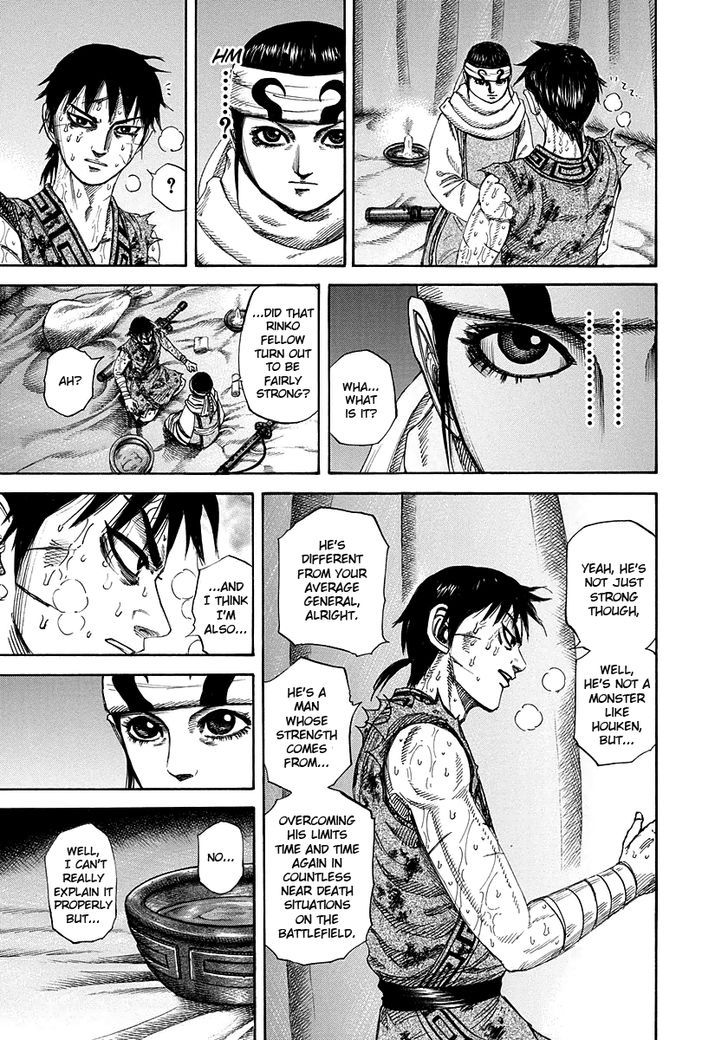 HM
......?
?
......
......
WHA...
WHAT
IS IT?
...DID THAT
RINKO
FELLOW
TURN OUT
TO BE
FAIRLY
STRONG?
AH?
YEAH, HE'S
NOT JUST
STRONG
THOUGH,
WELL,
HE'S NOT A
MONSTER
LIKE
HOUKEN,
BUT...
HE'S
DIFFERENT
FROM YOUR
AVERAGE
GENERAL,
ALRIGHT.
HE'S A
MAN
WHOSE
STRENGTH
COMES
FROM...
OVERCOMING
HIS LIMITS
TIME AND TIME
AGAIN IN
COUNTLESS
NEAR DEATH
SITUATIONS
ON THE
BATTLEFIELD.
...AND
I THINK
I'M
ALSO...
NO...
WELL,
I CAN'T
REALLY
EXPLAIN IT
PROPERLY
BUT...